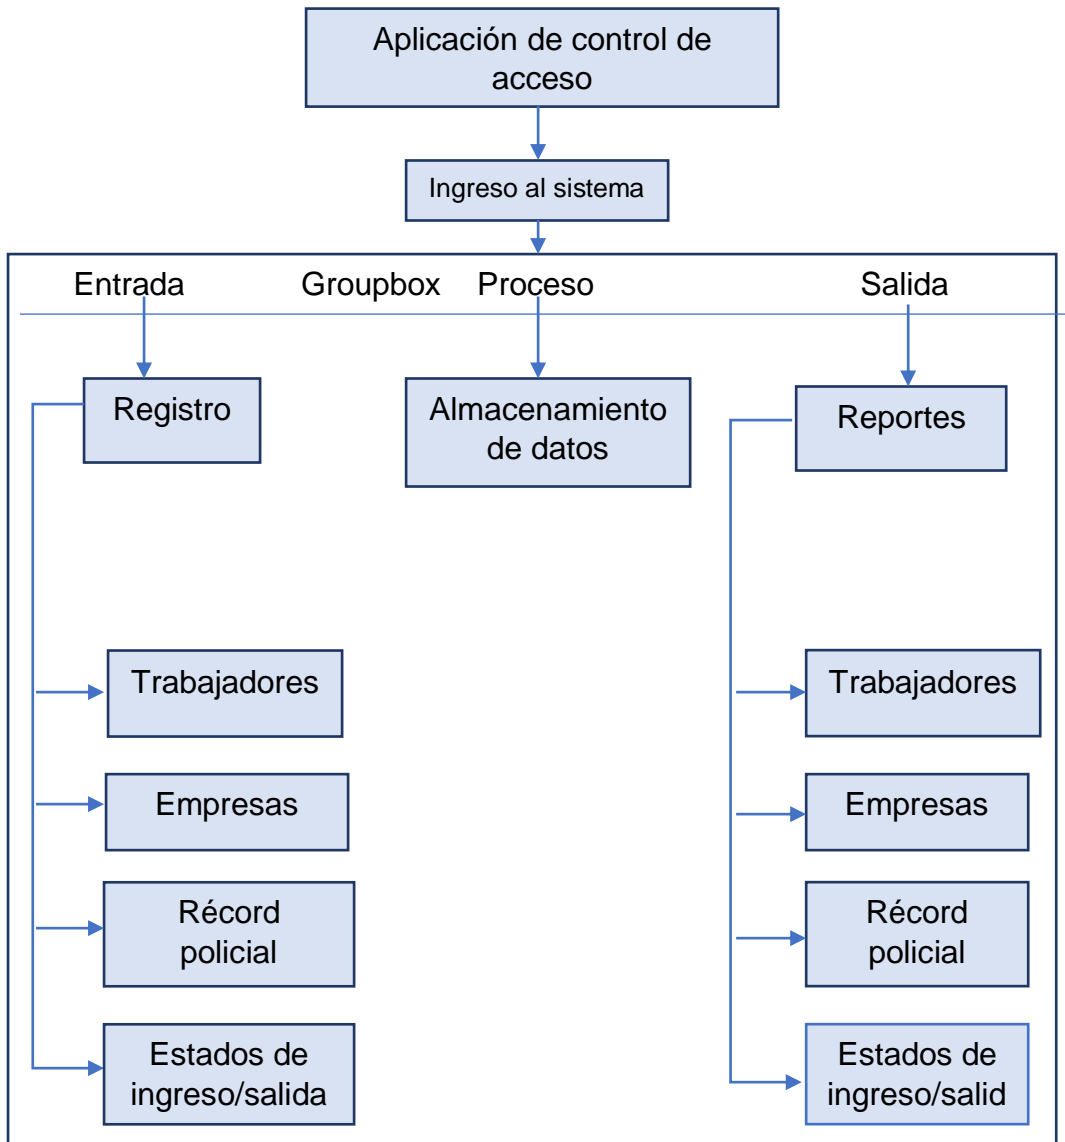 Aplicación de control de
acceso
Ingreso al sistema
Entrada Groupbox Proceso Salida
Registro
Almacenamiento
de datos
Reportes
Trabajadores
Empresas
Récord
policial
Estados de
ingreso/salida
Trabajadores
Empresas
Récord
policial
Estados de
ingreso/salid